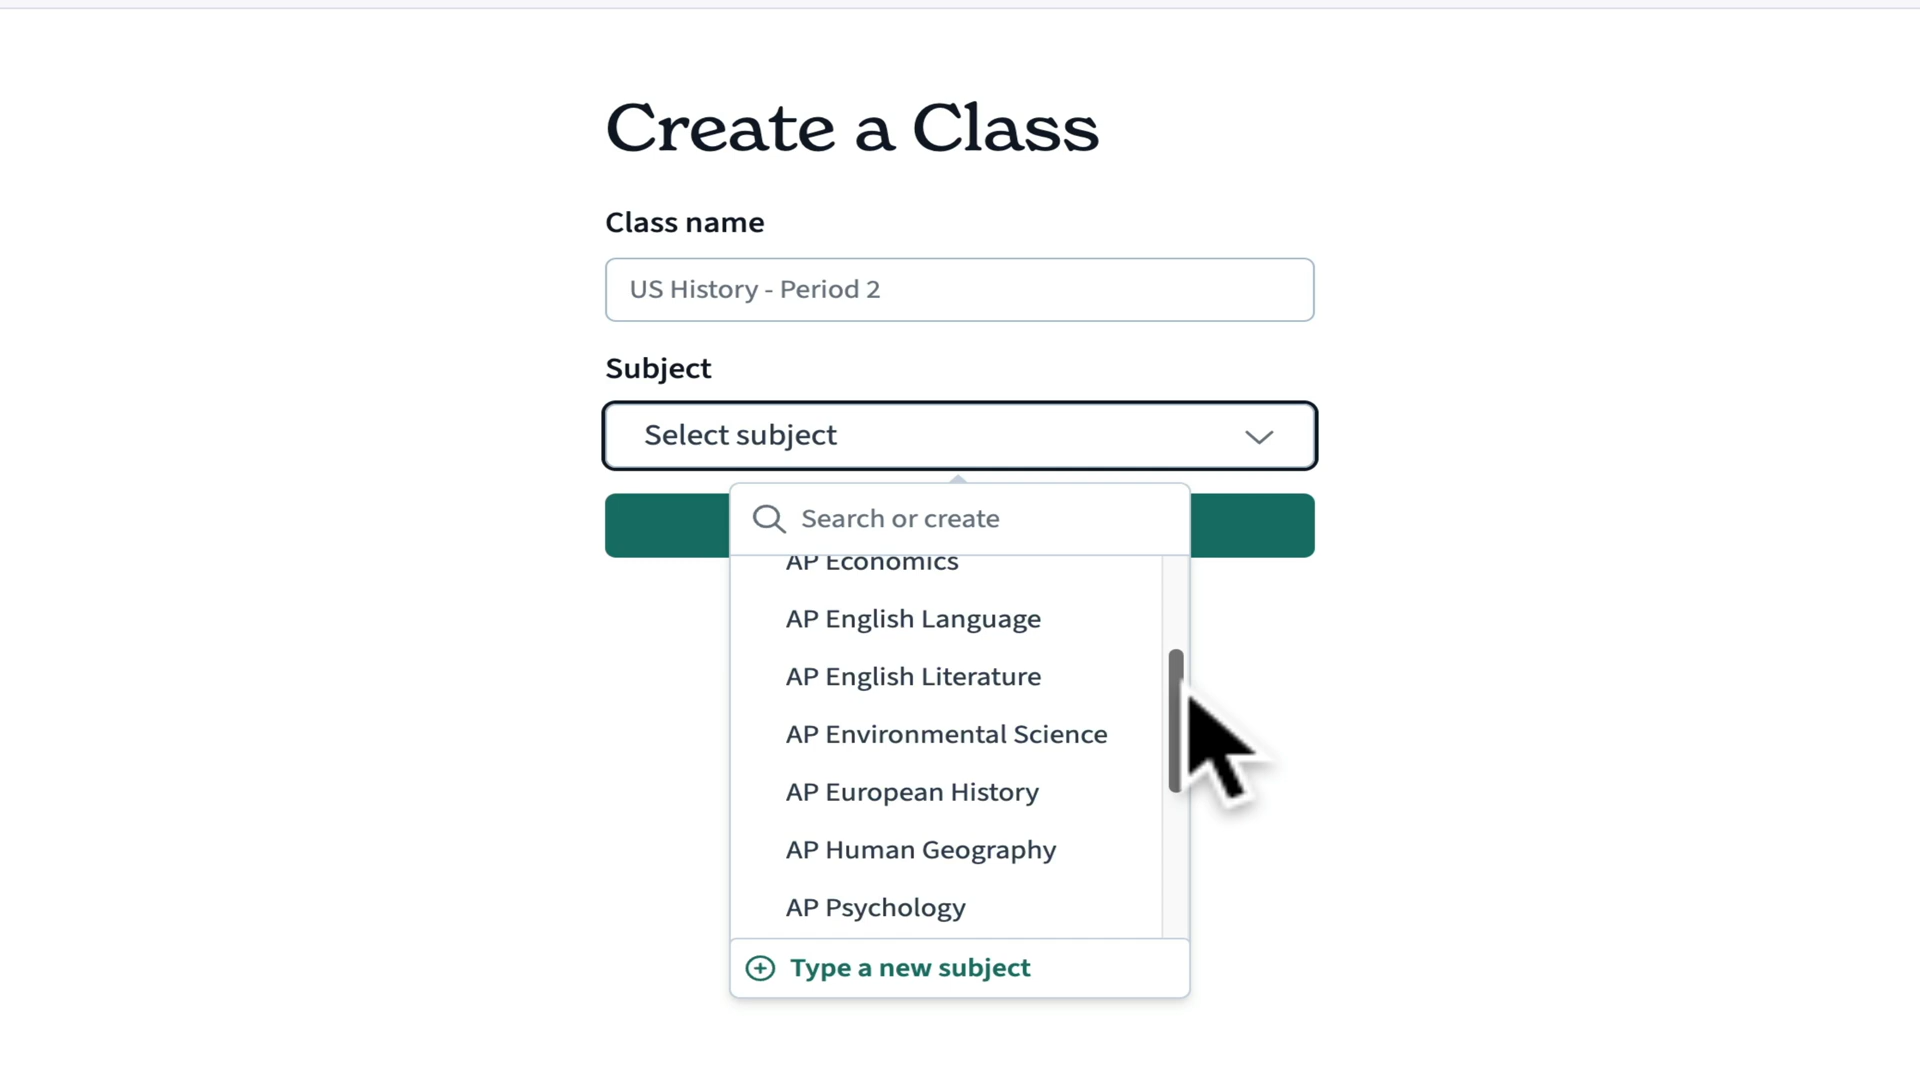 Create a Class
Class name
US History - Period 2
Subject
Select subject
Search or create
AP Economics
AP English Language
AP English Literature
AP Environmental Science
AP European History
AP Human Geography
AP Psychology
Type a new subject